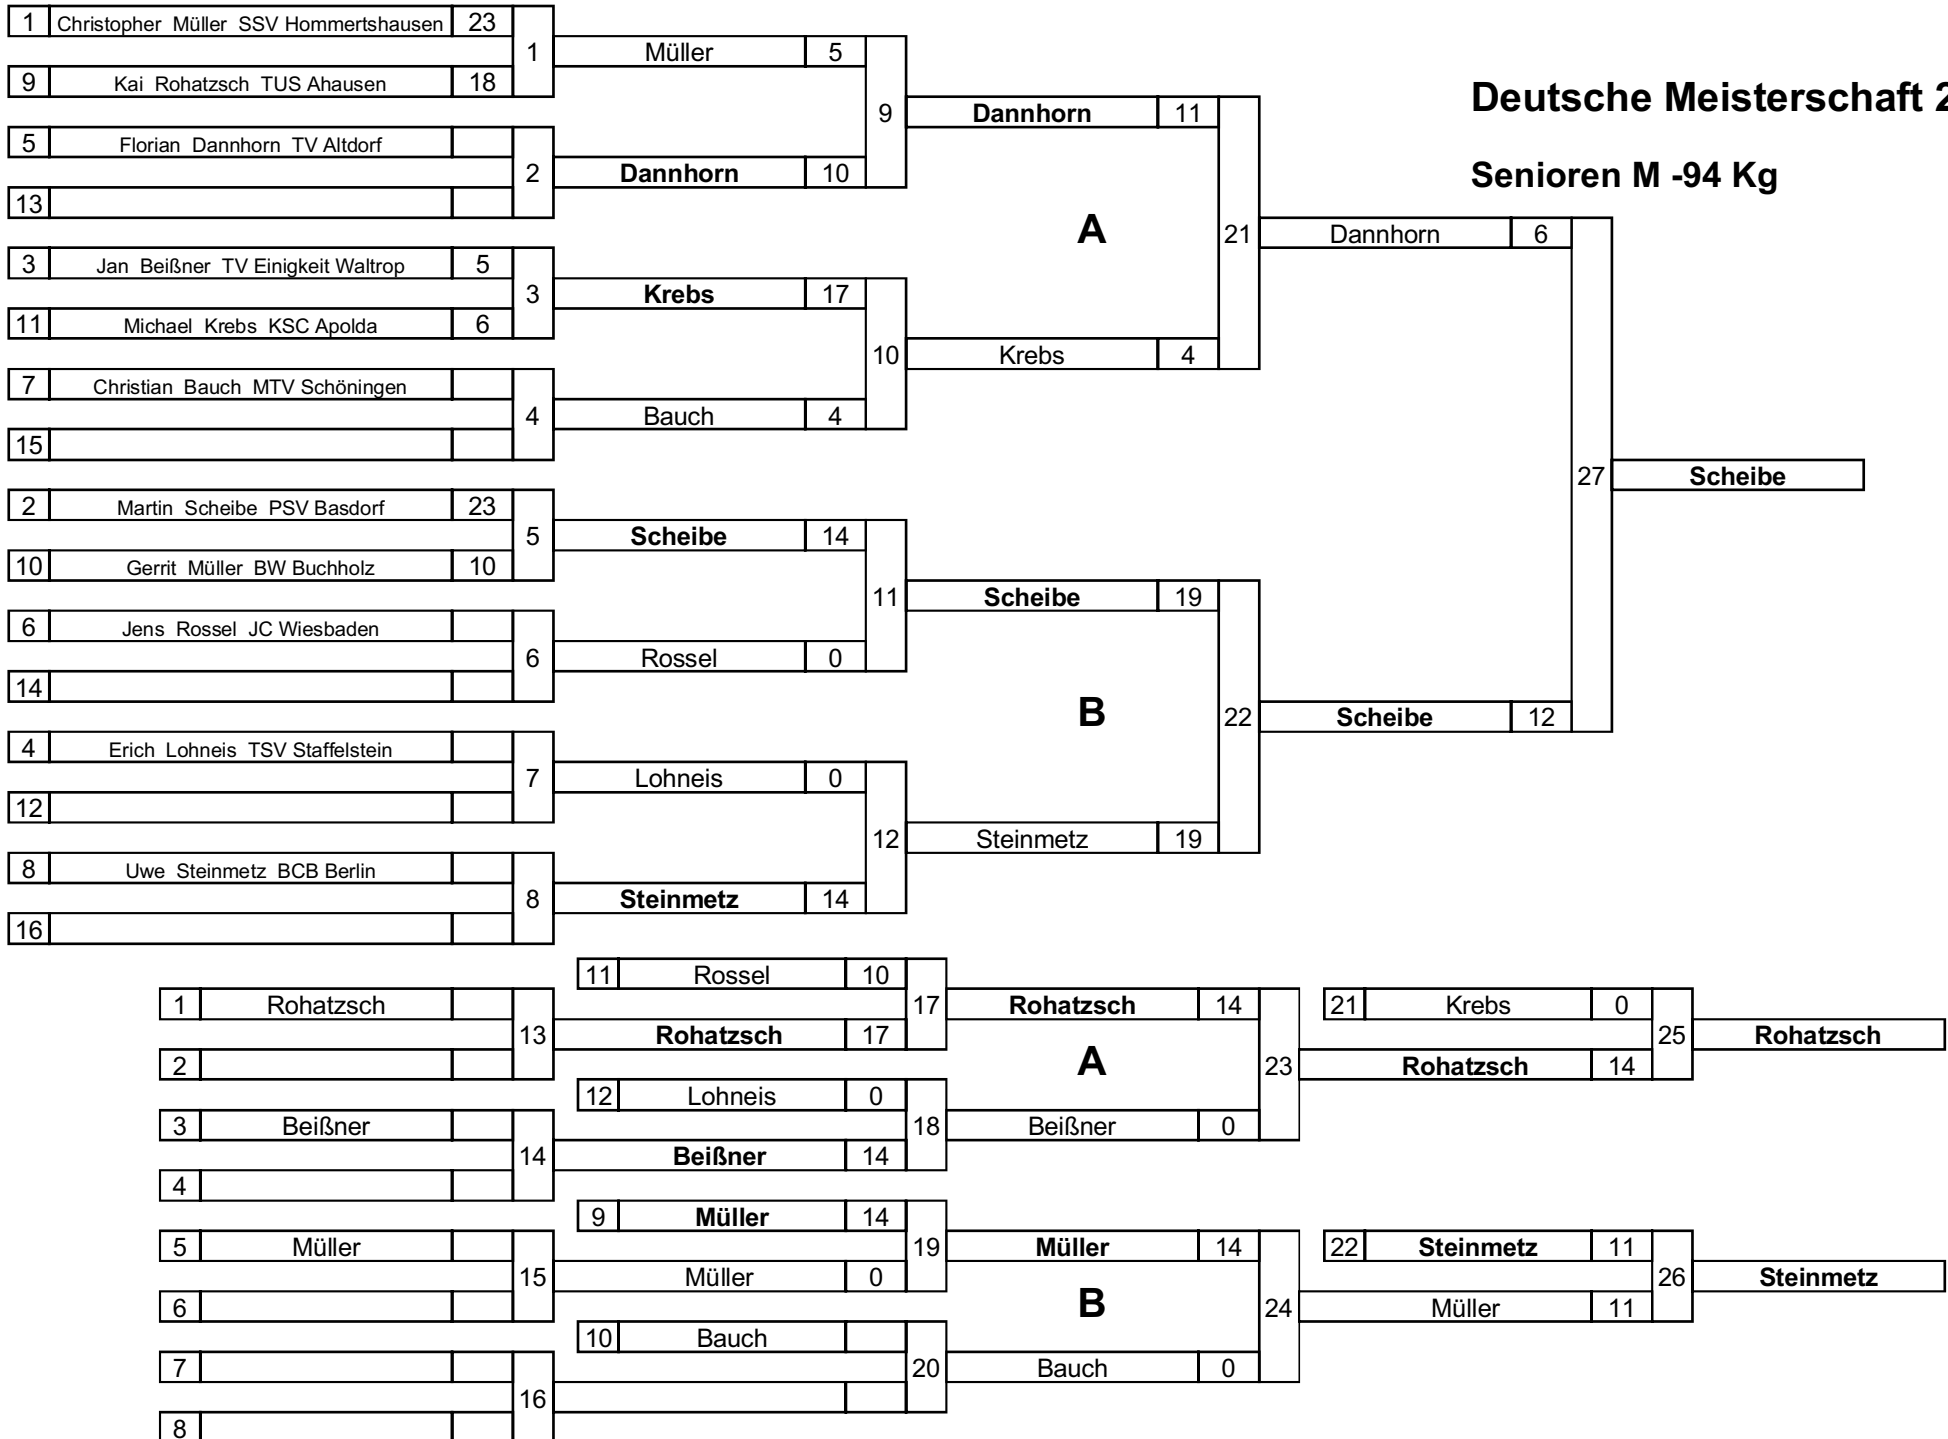 Deutsche Meisterschaft 2
Senioren M -94 Kg
1 Christopher Müller SSV Hommertshausen 23
1 Müller 5
9 Kai Rohatzsch TUS Ahausen 18
9 Dannhorn 11
5 Florian Dannhorn TV Altdorf
2 Dannhorn 10
13
A
21 Dannhorn 6
3 Jan Beißner TV Einigkeit Waltrop 5
3 Krebs 17
11 Michael Krebs KSC Apolda 6
10 Krebs 4
7 Christian Bauch MTV Schöningen
4 Bauch 4
15
27 Scheibe
2 Martin Scheibe PSV Basdorf 23
5 Scheibe 14
10 Gerrit Müller BW Buchholz 10
11 Scheibe 19
6 Jens Rossel JC Wiesbaden
6 Rossel 0
14
B
22 Scheibe 12
4 Erich Lohneis TSV Staffelstein
7 Lohneis 0
12
12 Steinmetz 19
8 Uwe Steinmetz BCB Berlin
8 Steinmetz 14
16
11 Rossel 10
1 Rohatzsch
17 Rohatzsch 14
21 Krebs 0
13 Rohatzsch 17
25 Rohatzsch
2
A
23 Rohatzsch 14
12 Lohneis 0
3 Beißner
18 Beißner 0
14 Beißner 14
4
9 Müller 14
5 Müller
19 Müller 14
22 Steinmetz 11
15 Müller 0
26 Steinmetz
6
B
24 Müller 11
10 Bauch
7
20 Bauch 0
16
8